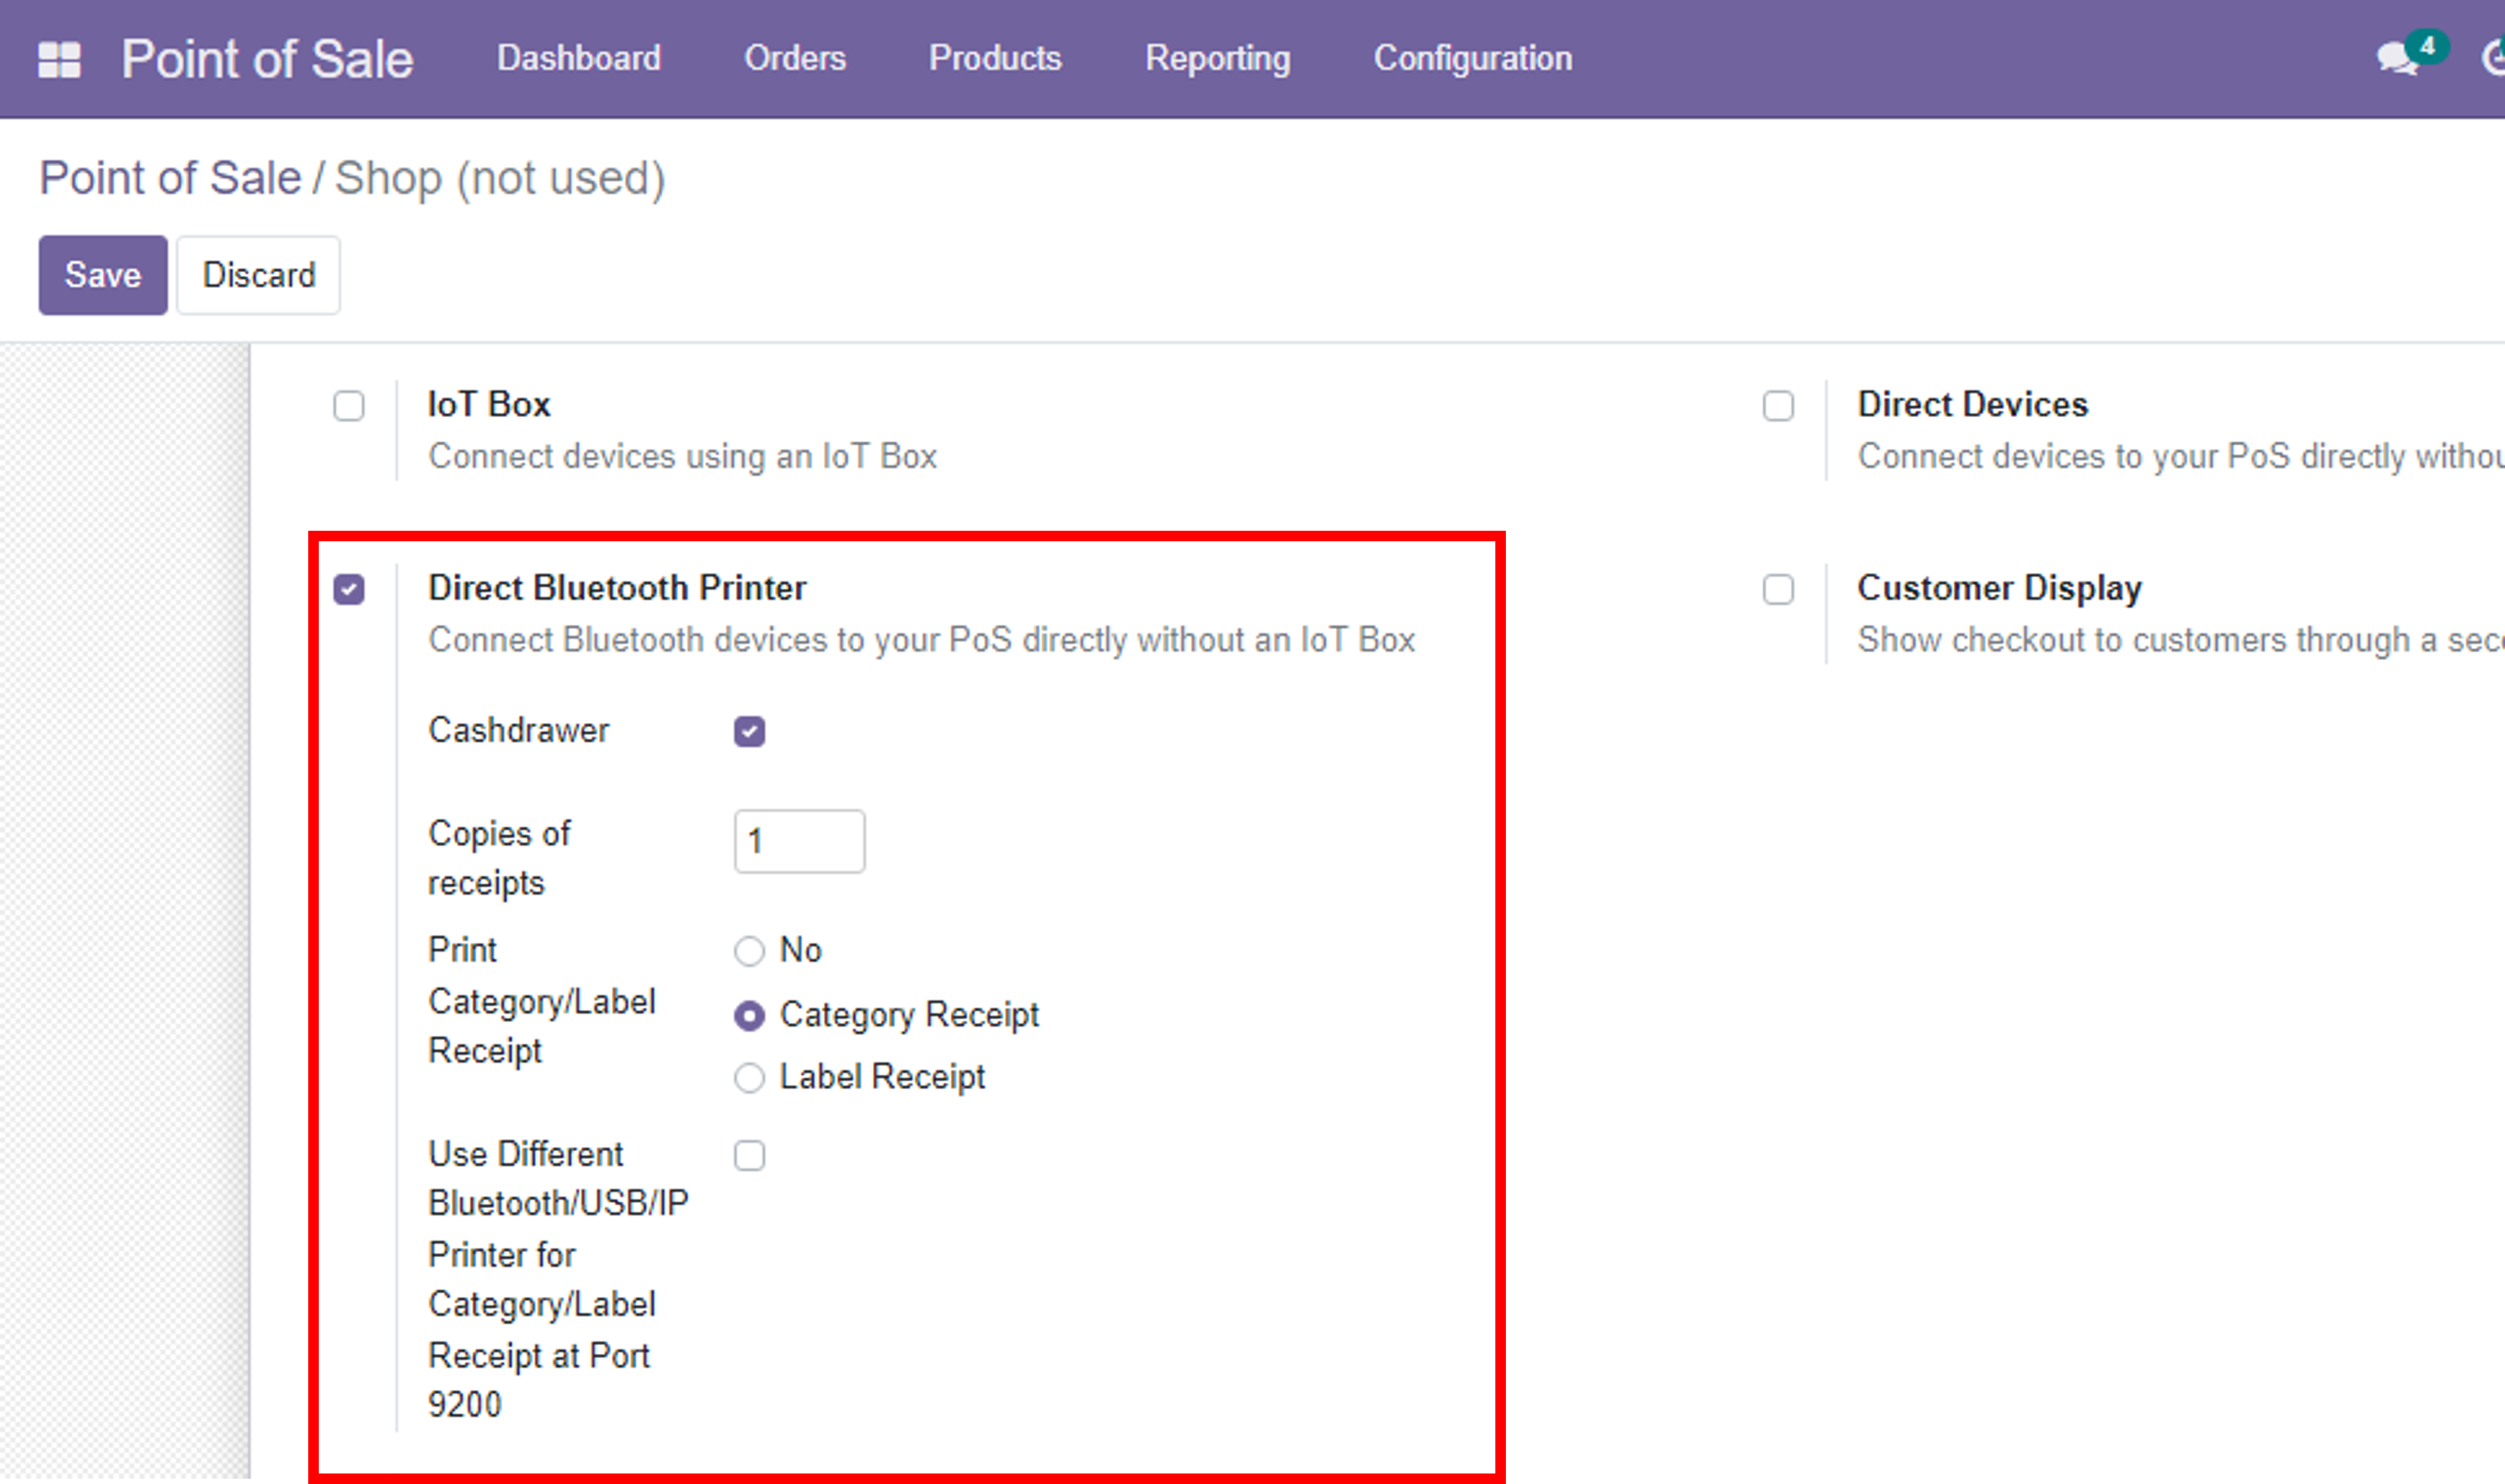 Point of Sale Dashboard Orders Products Reporting Configuration 4
Point of Sale / Shop (not used)
Save Discard
IoT Box
Connect devices using an IoT Box
Direct Devices
Connect devices to your PoS directly
Direct Bluetooth Printer
Connect Bluetooth devices to your PoS directly without an IoT Box
Customer Display
Show checkout to customers through a
Cashdrawer
Copies of
receipts
1
Print
Category/Label
Receipt
No
Category Receipt
Label Receipt
Use Different
Bluetooth/USB/IP
Printer for
Category/Label
Receipt at Port
9200